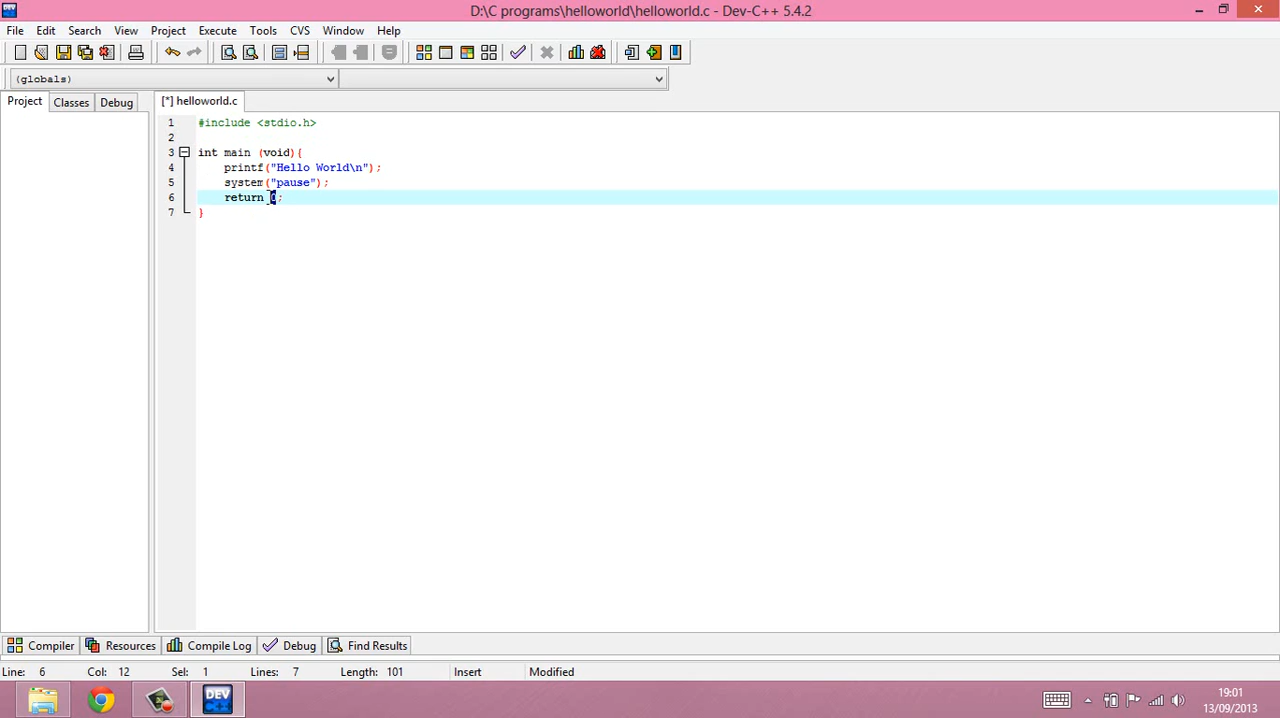 D:\C programs\helloworld\helloworld.c - Dev-C++ 5.4.2
File Edit Search View Project Execute Tools CVS Window Help
(globals)
Project Classes Debug [*] helloworld.c
1 #include <stdio.h>
2
3 int main (void){
4 printf("Hello World\n");
5 system("pause");
6 return 0;
7 }
Compiler Resources Compile Log Debug Find Results
Line: 6 Col: 12 Sel: 1 Lines: 7 Length: 101 Insert Modified
DEV C++
19:01
13/09/2013